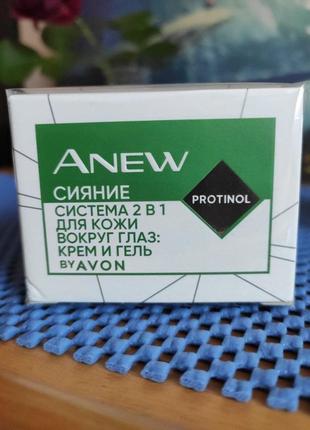 ANEW
СИЯНИЕ
СИСТЕМА 2 В 1
ДЛЯ КОЖИ
ВОКРУГ ГЛАЗ:
КРЕМ И ГЕЛЬ
BY AVON
PROTINOL